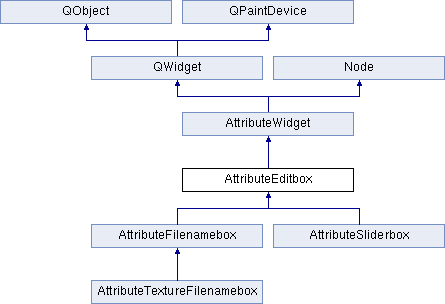 QObject
QPaintDevice
QWidget
Node
AttributeWidget
AttributeEditbox
AttributeFilenamebox
AttributeSliderbox
AttributeTextureFilenamebox